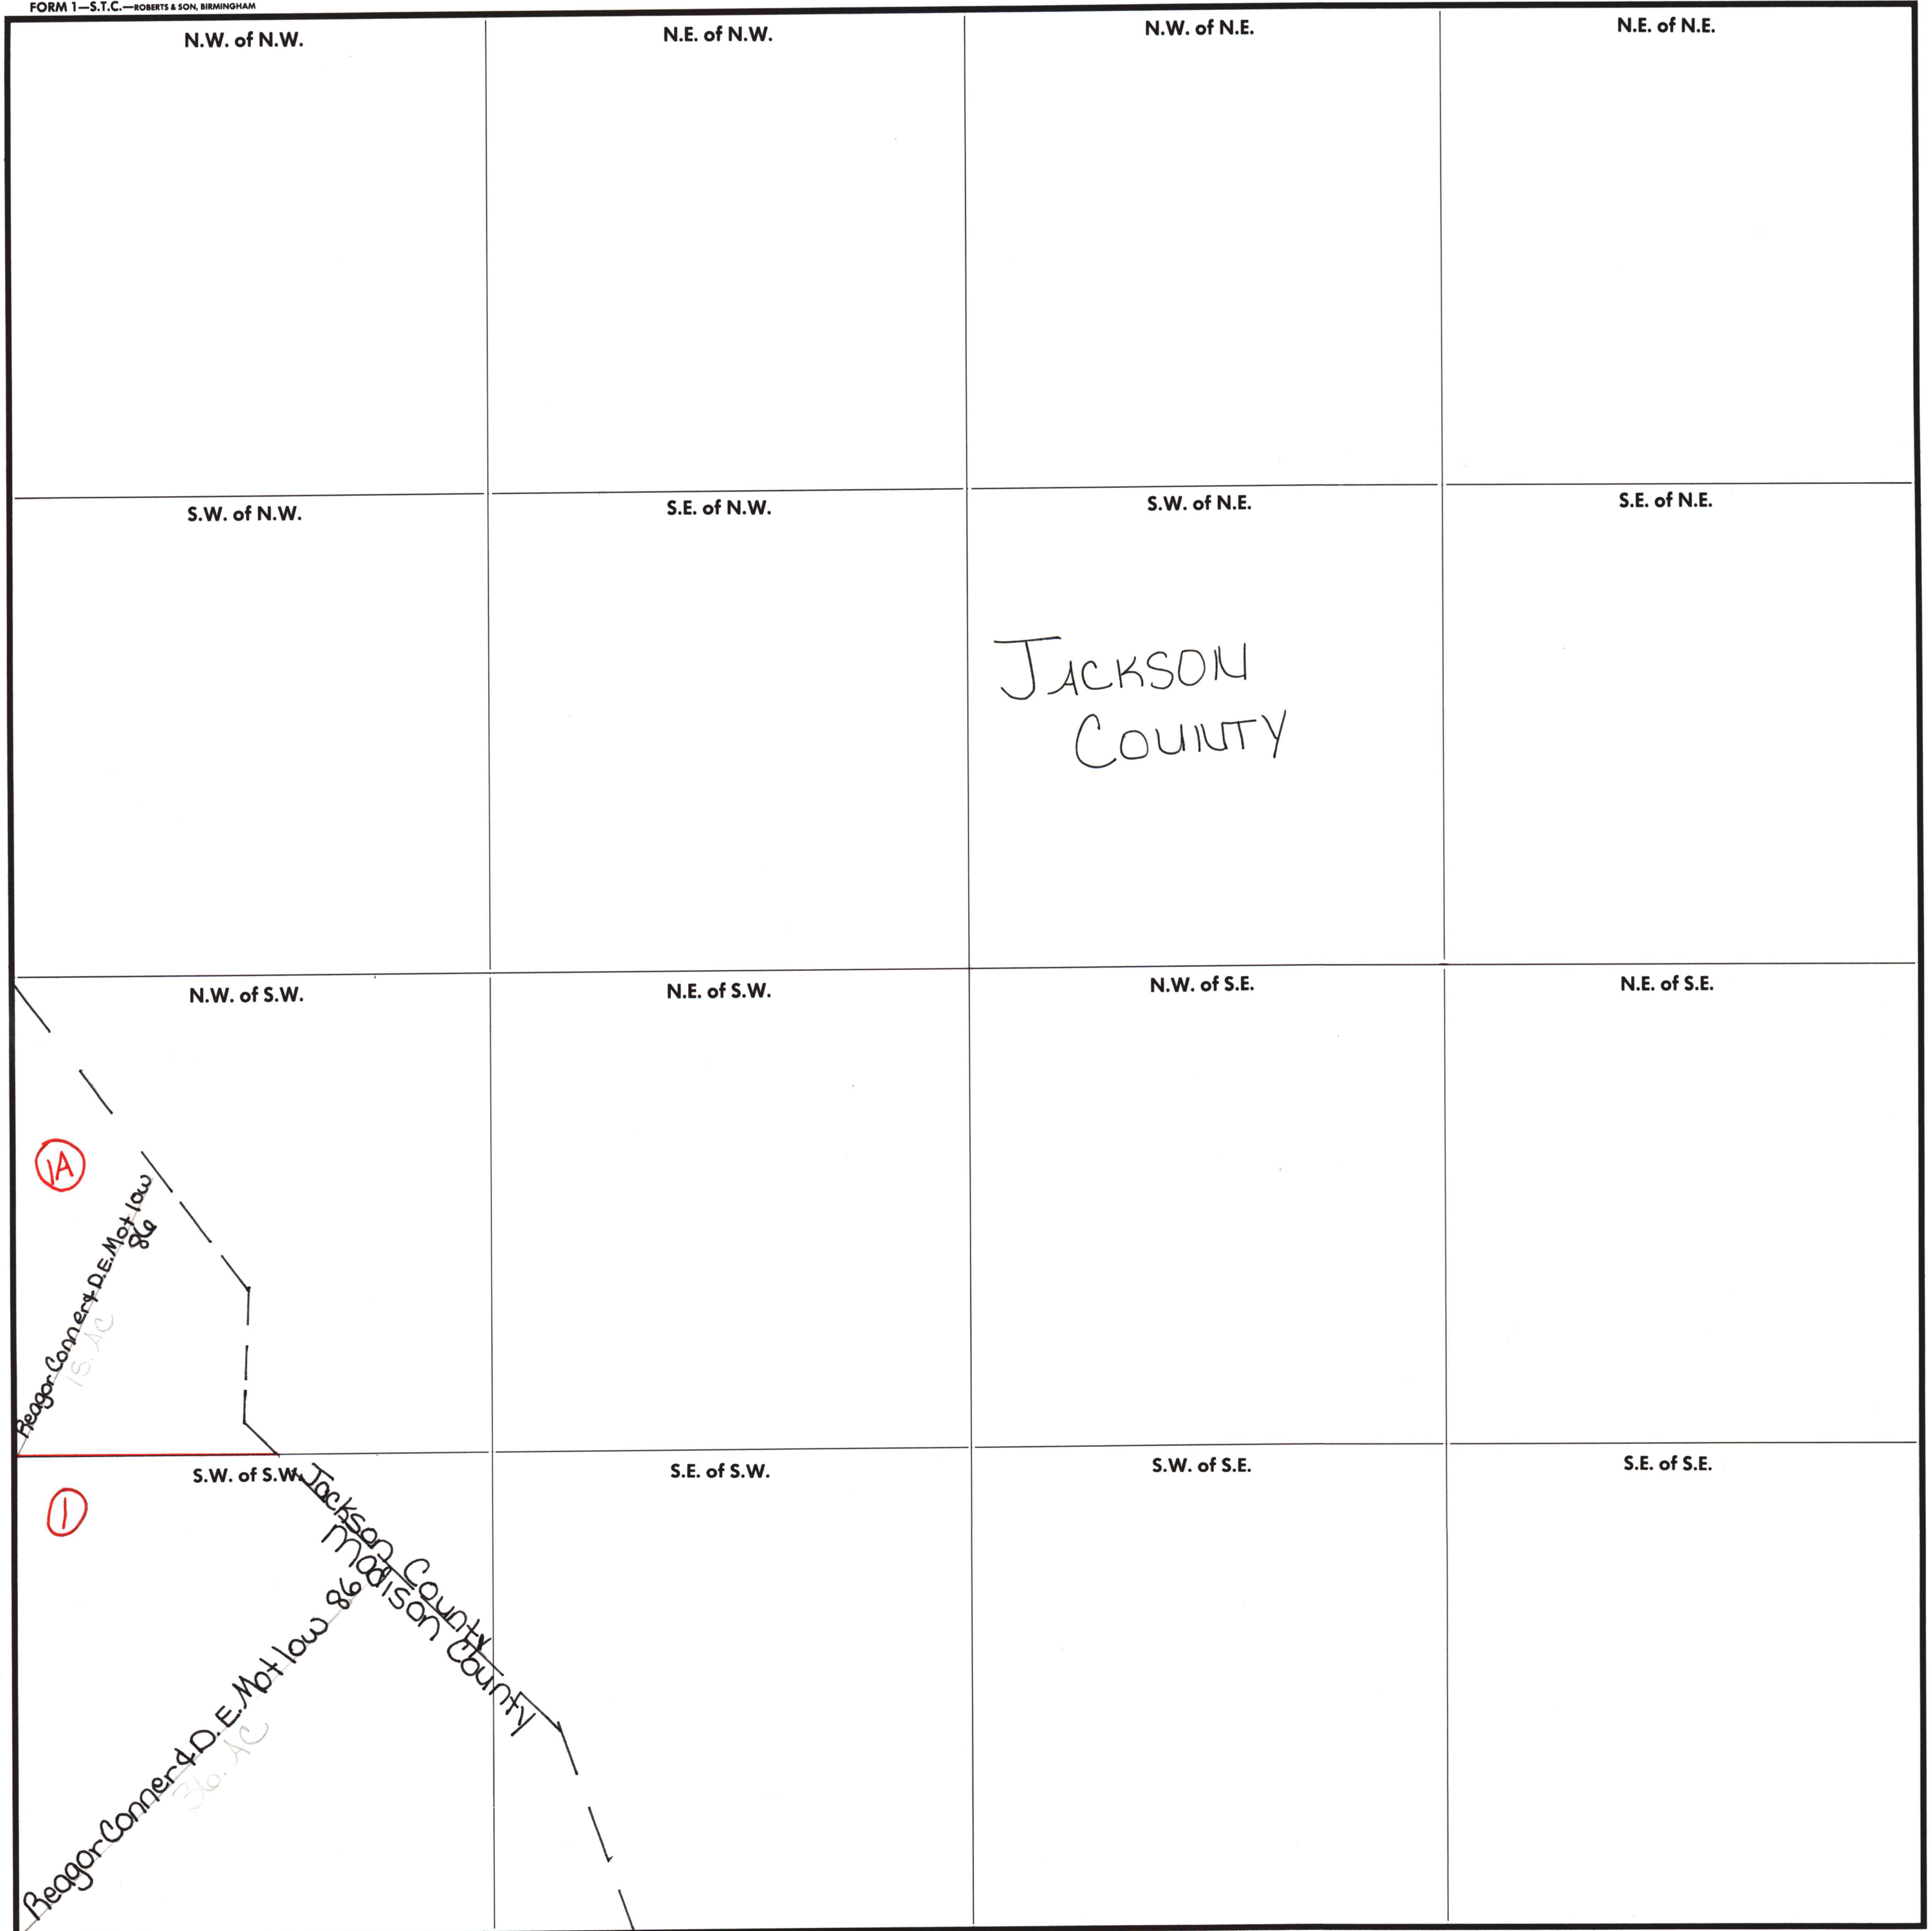 FORM 1—S.T.C.—ROBERTS & SON, BIRMINGHAM
N.W. of N.W.
N.E. of N.W.
N.W. of N.E.
N.E. of N.E.
S.W. of N.W.
S.E. of N.W.
S.W. of N.E.
S.E. of N.E.
JACKSON
COUNTY
N.W. of S.W.
N.E. of S.W.
N.W. of S.E.
N.E. of S.E.
1A
Reagor Conner & D.E. Motlow
86
15. AC
S.W. of S.W.
S.E. of S.W.
S.W. of S.E.
S.E. of S.E.
1
Jackson County
Madison County
Reagor Conner & D.E. Motlow 86
36. AC